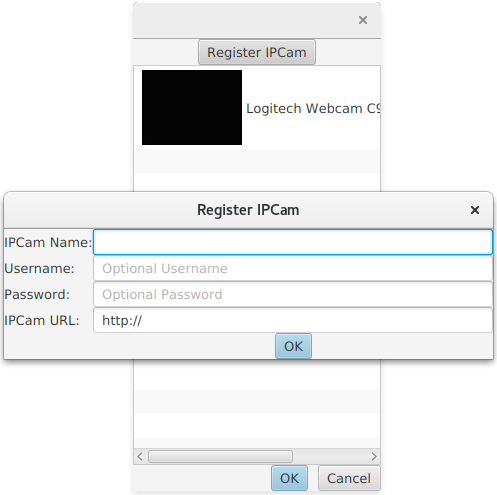 Register IPCam
Logitech Webcam C9
Register IPCam
IPCam Name:
Username: Optional Username
Password: Optional Password
IPCam URL: http://
OK
OK Cancel